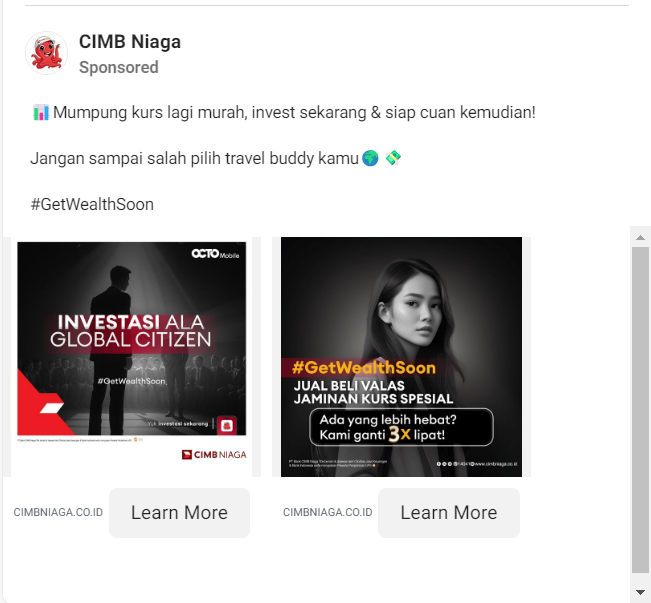 CIMB Niaga
Sponsored
📊 Mumpung kurs lagi murah, invest sekarang & siap cuan kemudian!
Jangan sampai salah pilih travel buddy kamu🌍 💸
#GetWealthSoon
OCTO Mobile
INVESTASI ALA
GLOBAL CITIZEN
#GetWealthSoon
Yuk investasi sekarang
CIMB NIAGA
CIMBNIAGA.CO.ID
Learn More
#GetWealthSoon
JUAL BELI VALAS
JAMINAN KURS SPESIAL
Ada yang lebih hebat?
Kami ganti 3X lipat!
14041
www.cimbniaga.co.id
CIMBNIAGA.CO.ID
Learn More